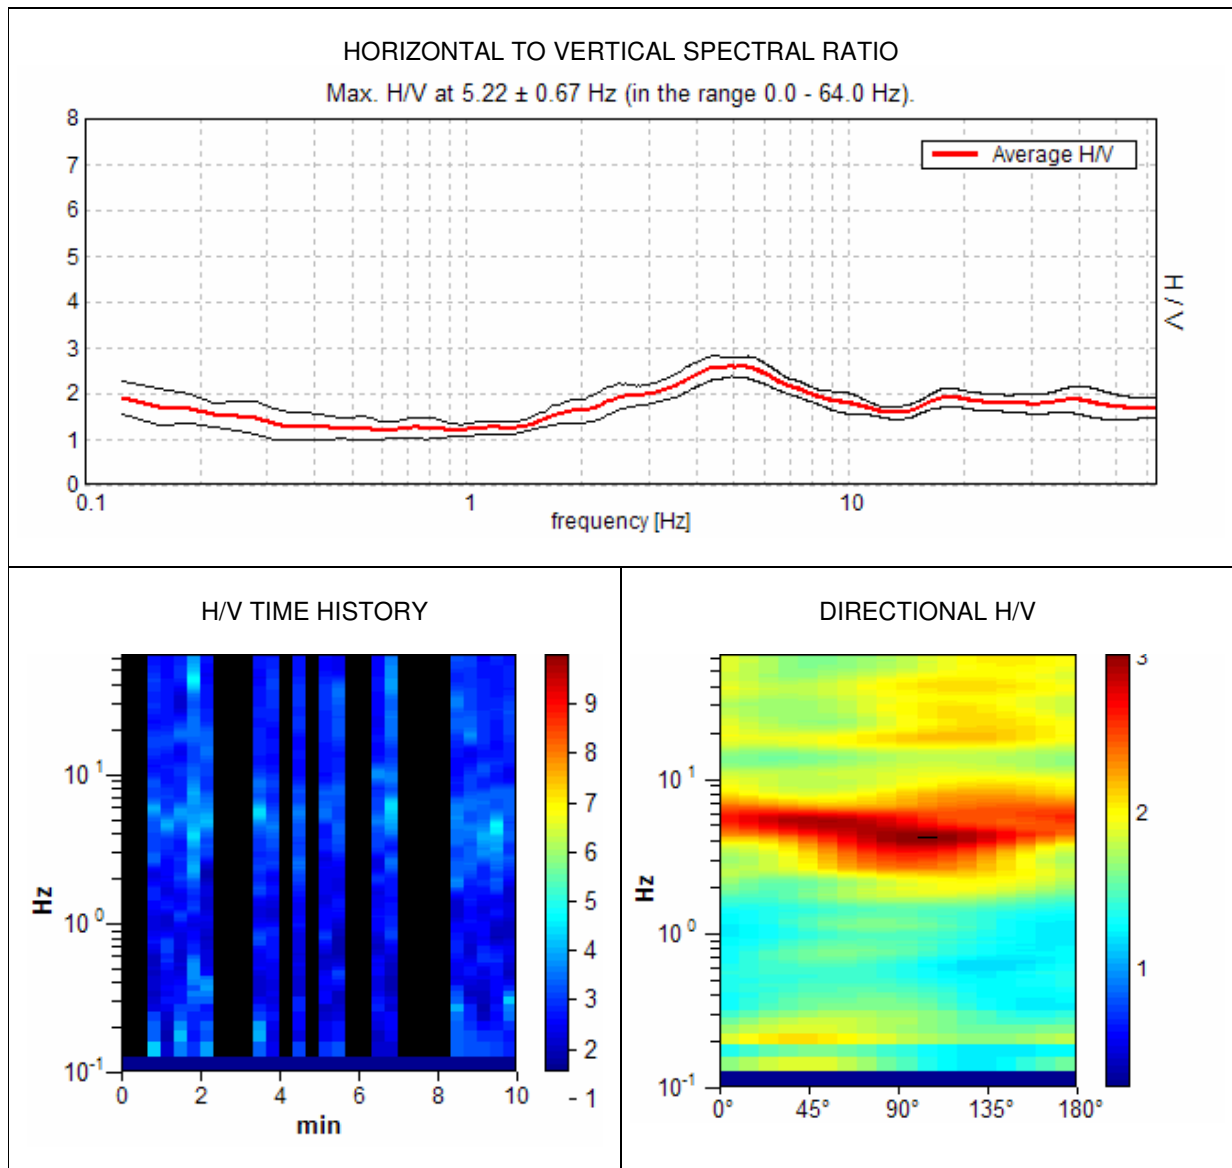 HORIZONTAL TO VERTICAL SPECTRAL RATIO
Max. H/V at 5.22 ± 0.67 Hz (in the range 0.0 - 64.0 Hz).
Average H/V
8
7
6
5
4
3
2
1
0
H / V
0.1 1 10
frequency [Hz]
H/V TIME HISTORY
Hz
10¹
10⁰
10⁻¹
0 2 4 6 8 10
min
9
8
7
6
5
4
3
2
- 1
DIRECTIONAL H/V
Hz
10¹
10⁰
10⁻¹
0° 45° 90° 135° 180°
3
2
1